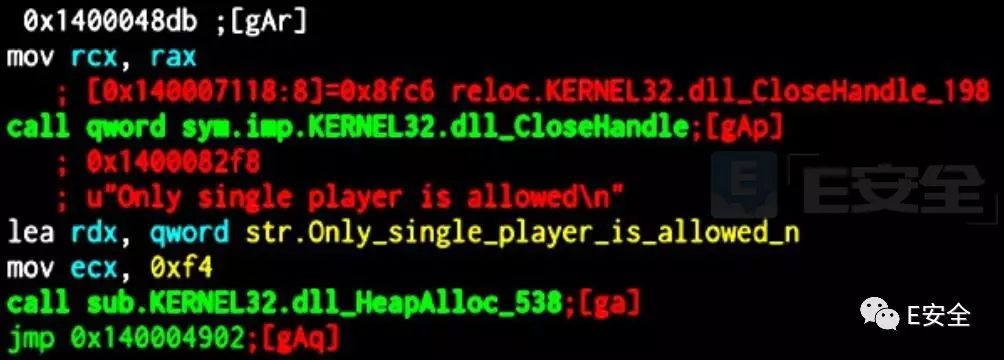 0x1400048db ;[gAr]
mov rcx, rax
; [0x140007118:8]=0x8fc6 reloc.KERNEL32.dll_CloseHandle_198
call qword sym.imp.KERNEL32.dll_CloseHandle;[gAp]
; 0x1400082f8
; u"Only single player is allowed\n"
lea rdx, qword str.Only_single_player_is_allowed_n
mov ecx, 0xf4
call sub.KERNEL32.dll_HeapAlloc_538;[ga]
jmp 0x140004902;[gAq]
E「E安全
E安全